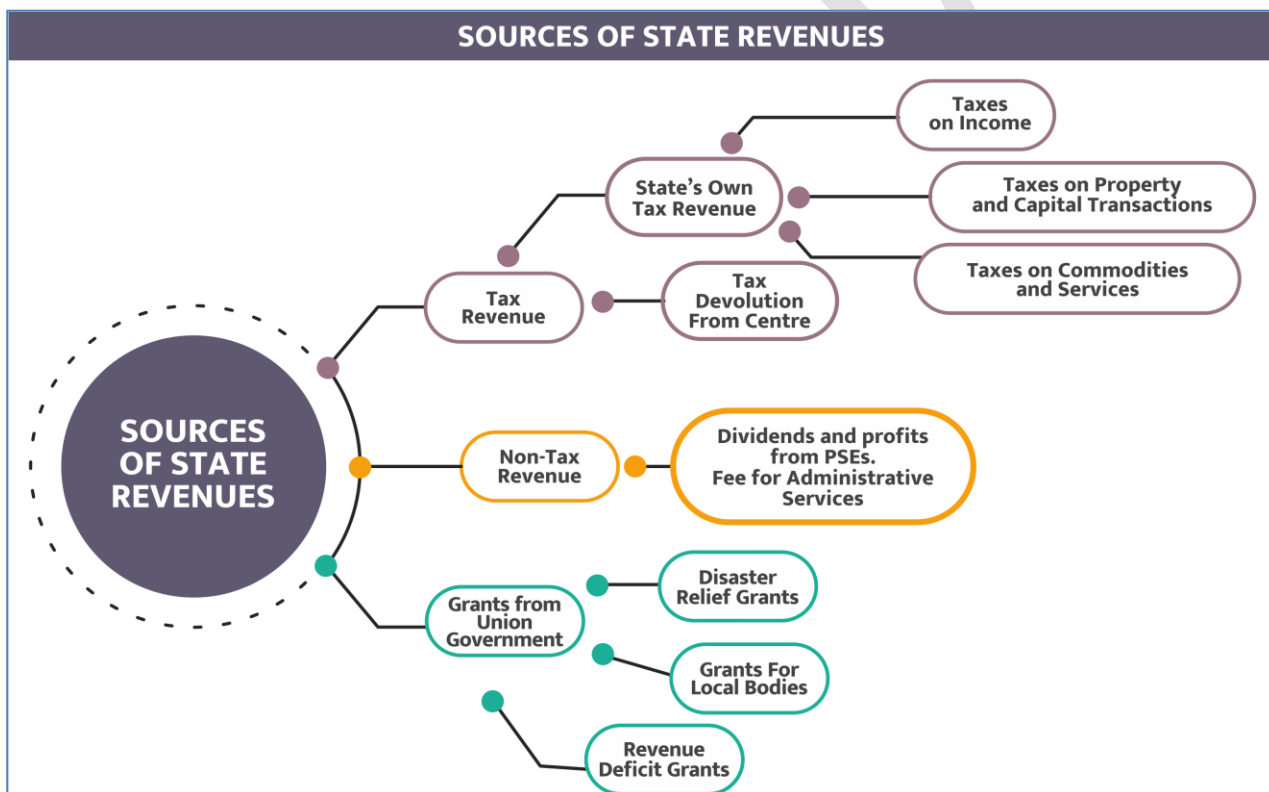 SOURCES OF STATE REVENUES
Taxes
on Income
State's Own
Tax Revenue
Taxes on Property
and Capital Transactions
Taxes on Commodities
and Services
Tax
Revenue
Tax
Devolution
From Centre
SOURCES
OF STATE
REVENUES
Non-Tax
Revenue
Dividends and profits
from PSEs.
Fee for Administrative
Services
Grants from
Union
Government
Disaster
Relief Grants
Grants For
Local Bodies
Revenue
Deficit Grants